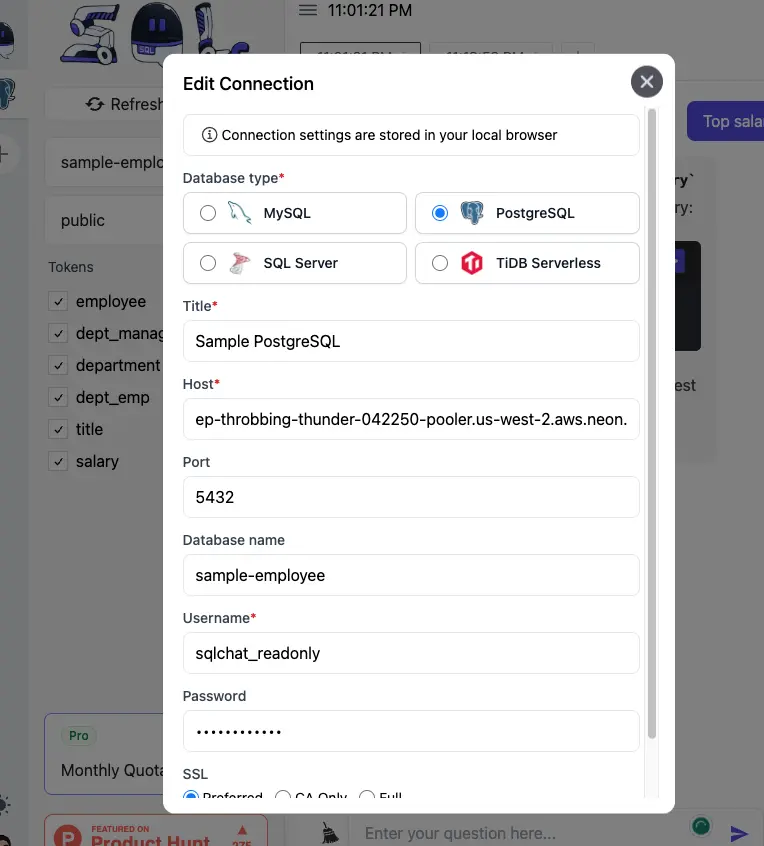 11:01:21 PM
SQL
Edit Connection
Refresh
Connection settings are stored in your local browser
Top sala
sample-emplo
Database type*
MySQL
PostgreSQL
public
ry`
ry:
SQL Server
TiDB Serverless
Tokens
employee
Title*
dept_manag
Sample PostgreSQL
department
Host*
est
dept_emp
ep-throbbing-thunder-042250-pooler.us-west-2.aws.neon.
title
salary
Port
5432
Database name
sample-employee
Username*
sqlchat_readonly
Password
••••••••••••
Pro
Monthly Quota
SSL
Preferred CA Only Full
FEATURED ON
Product Hunt
275
Enter your question here...